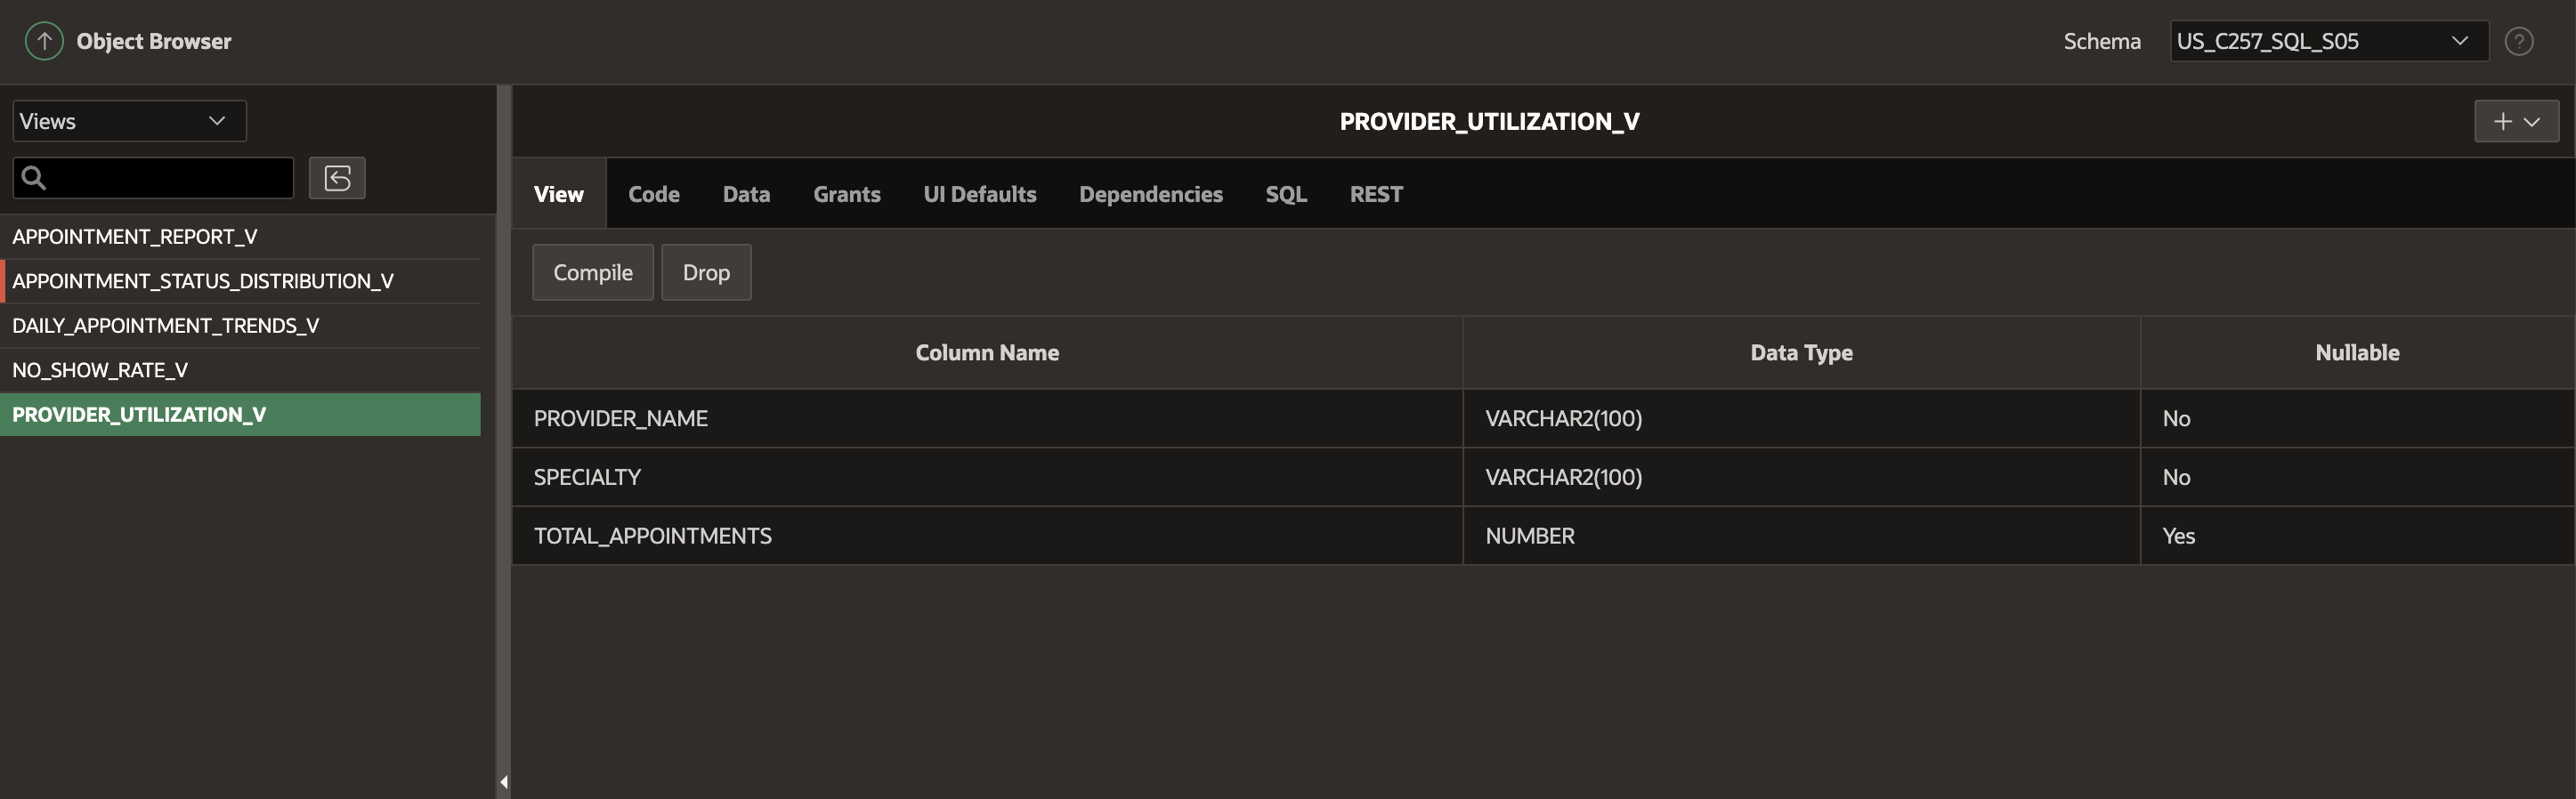 Object Browser
Schema US_C257_SQL_S05
Views
APPOINTMENT_REPORT_V
APPOINTMENT_STATUS_DISTRIBUTION_V
DAILY_APPOINTMENT_TRENDS_V
NO_SHOW_RATE_V
PROVIDER_UTILIZATION_V
PROVIDER_UTILIZATION_V
View Code Data Grants UI Defaults Dependencies SQL REST
Compile Drop
Column Name Data Type Nullable
PROVIDER_NAME VARCHAR2(100) No
SPECIALTY VARCHAR2(100) No
TOTAL_APPOINTMENTS NUMBER Yes